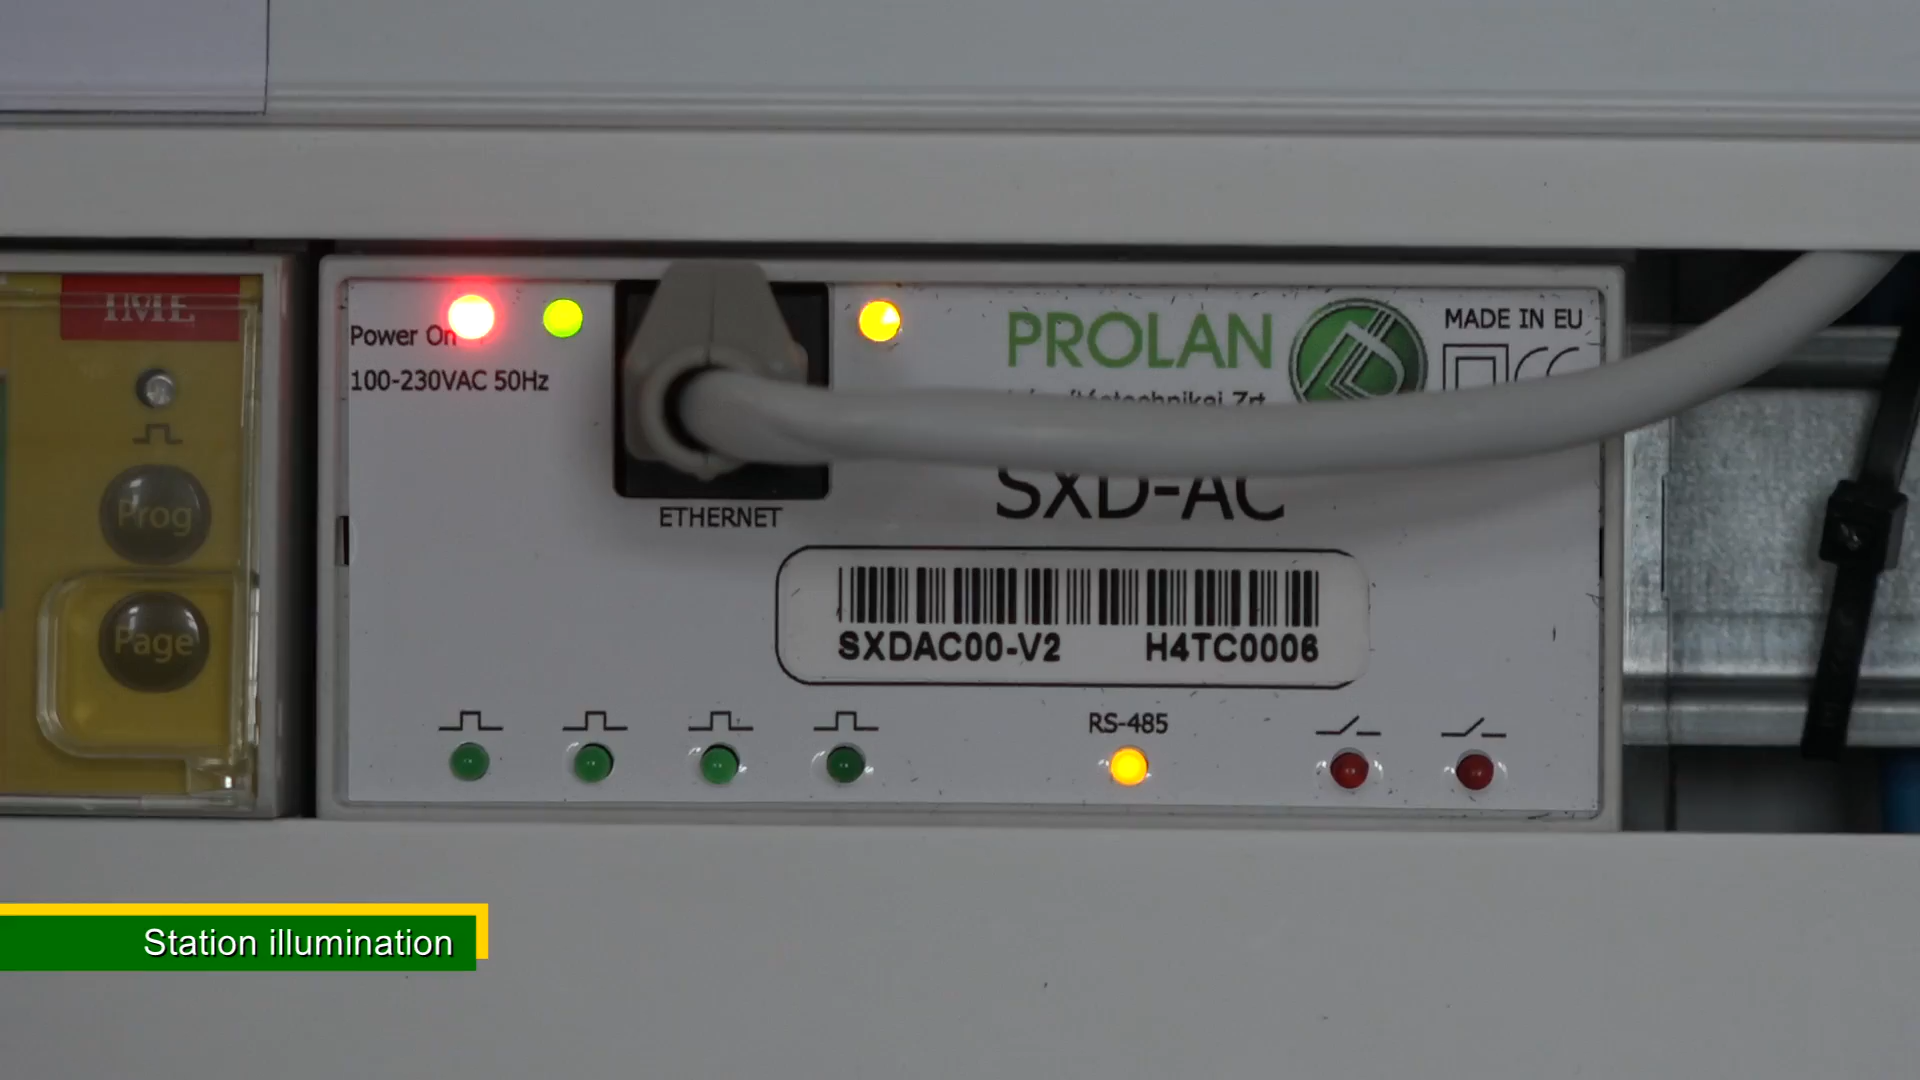 IME
Power On
100-230VAC 50Hz
Prog
Page
ETHERNET
PROLAN
MADE IN EU
SXD-AC
SXDAC00-V2 H4TC0006
RS-485
Station illumination